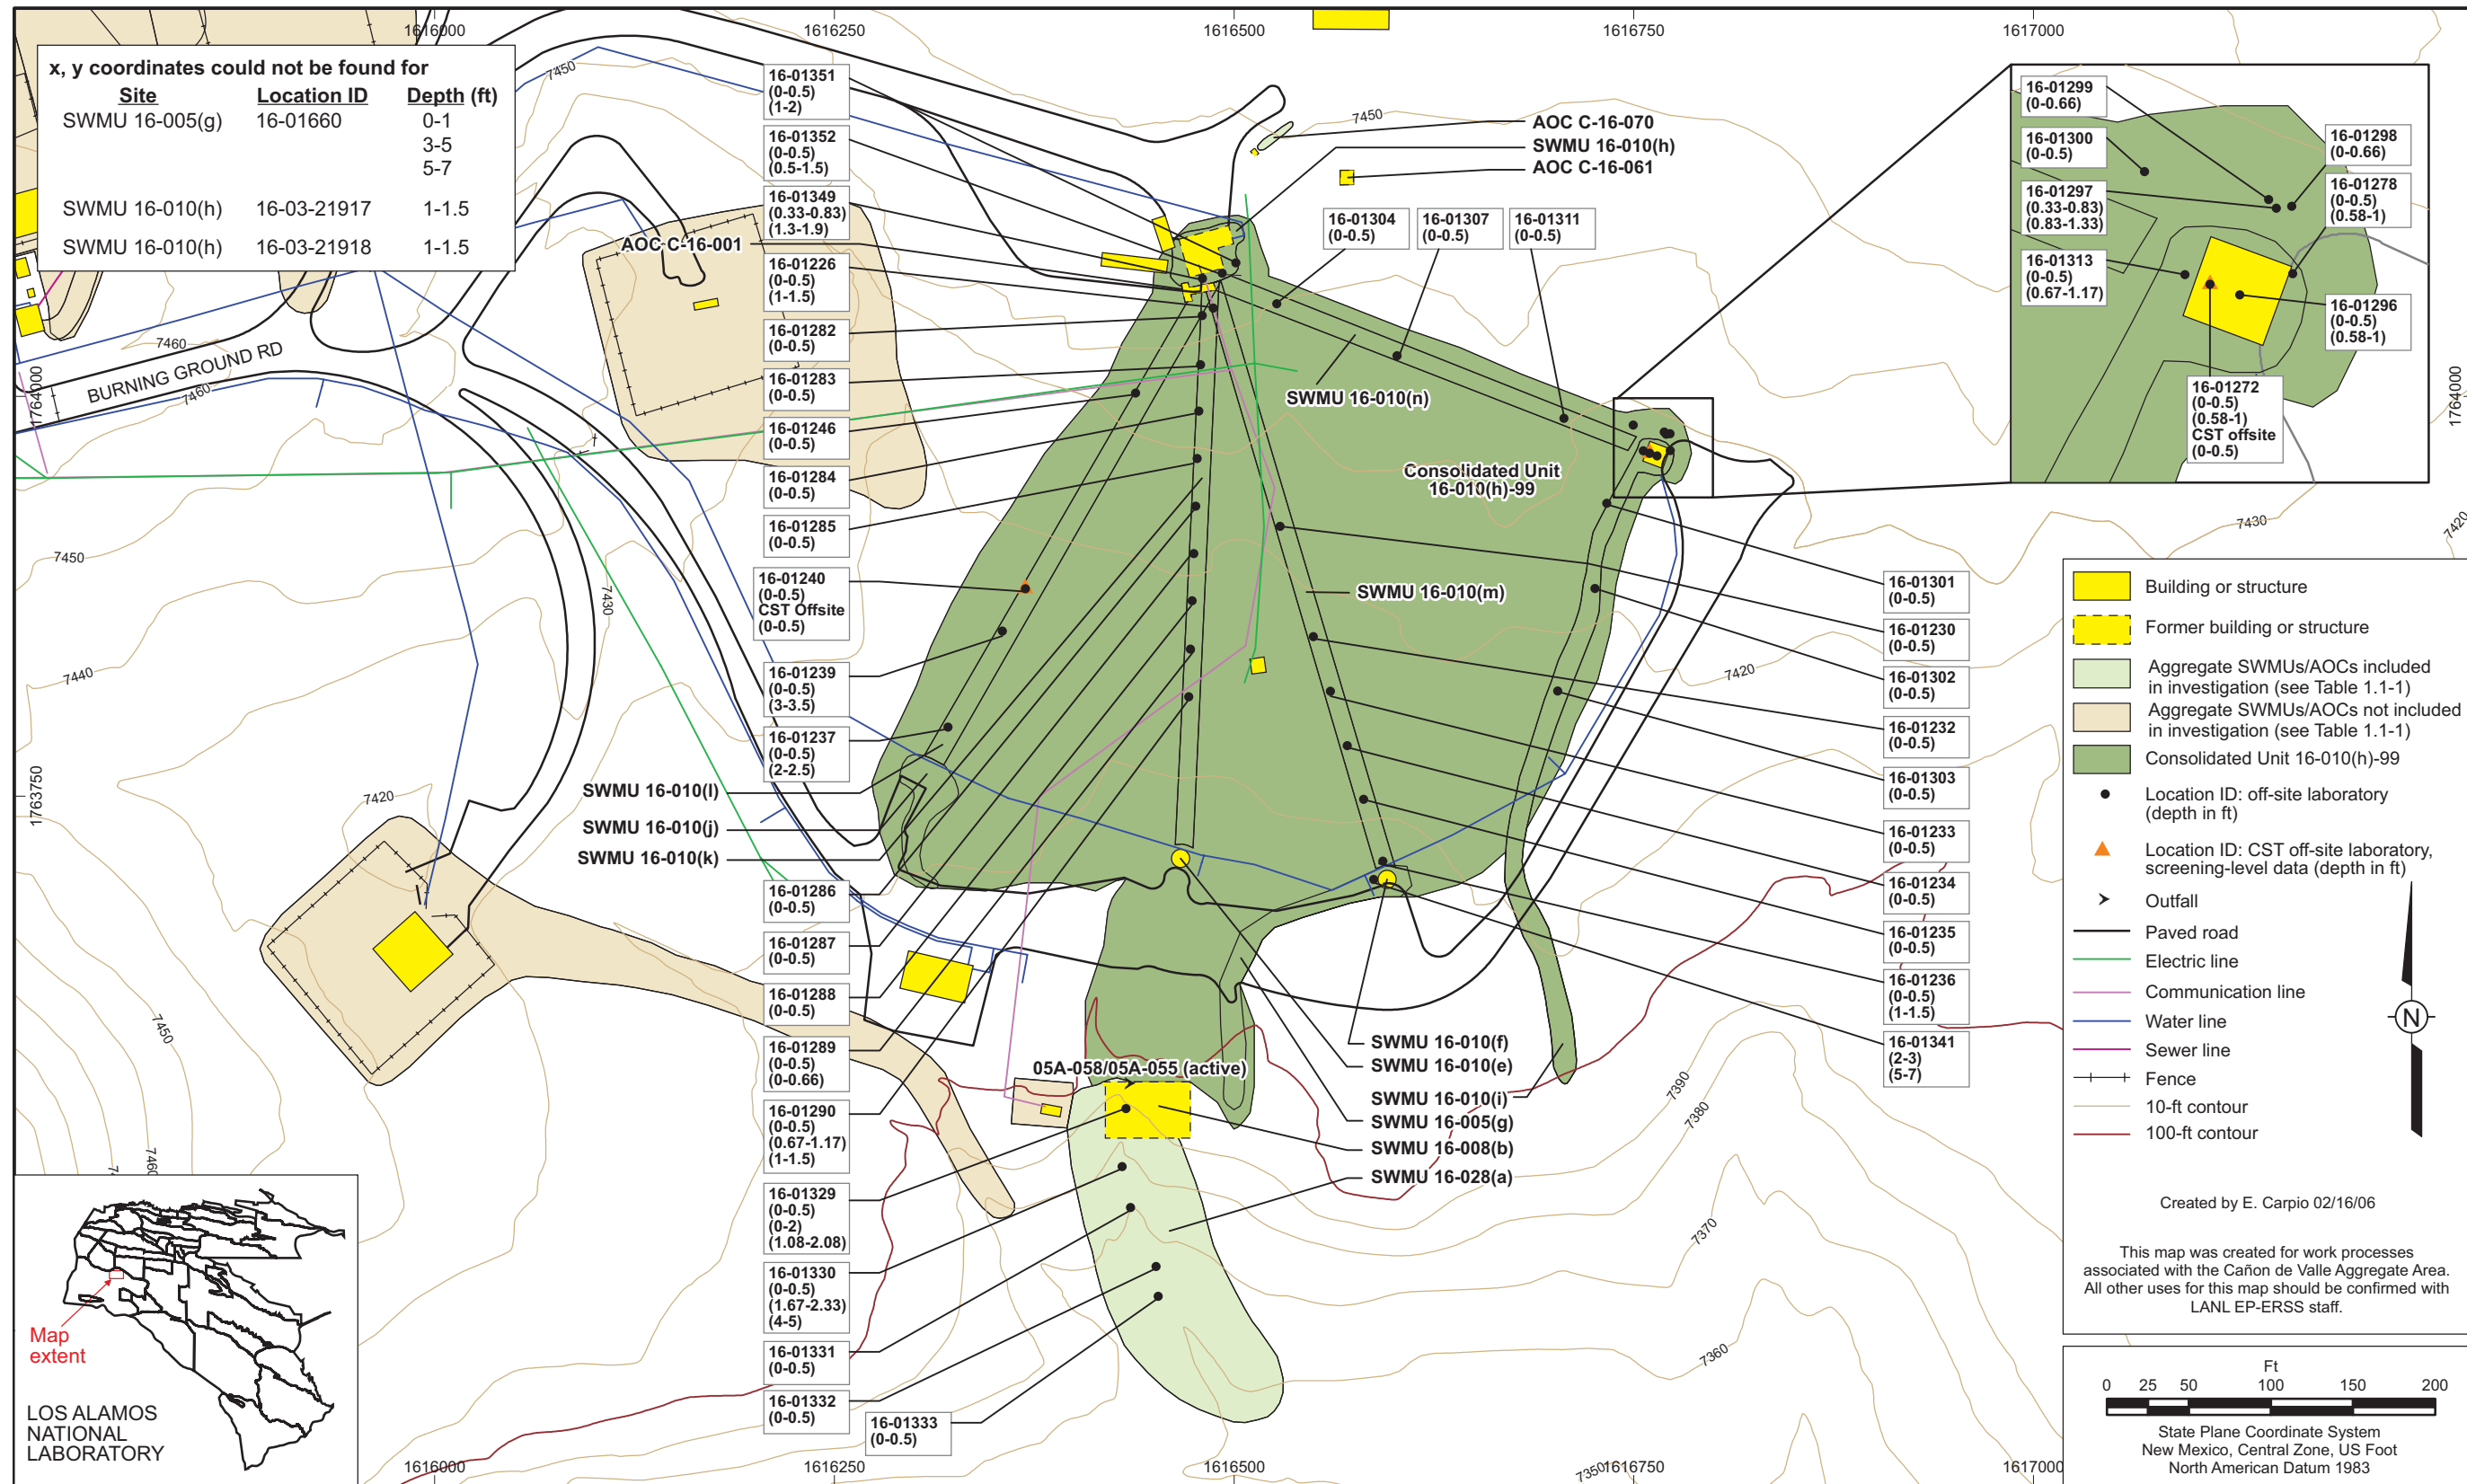 1616000
1616250
1616500
1616750
1617000
x, y coordinates could not be found for
Site Location ID Depth (ft)
SWMU 16-005(g) 16-01660 0-1
3-5
5-7
SWMU 16-010(h) 16-03-21917 1-1.5
SWMU 16-010(h) 16-03-21918 1-1.5
7450
16-01351
(0-0.5)
(1-2)
16-01352
(0-0.5)
(0.5-1.5)
16-01349
(0.33-0.83)
(1.3-1.9)
AOC C-16-001
16-01226
(0-0.5)
(1-1.5)
16-01282
(0-0.5)
16-01283
(0-0.5)
16-01246
(0-0.5)
16-01284
(0-0.5)
16-01285
(0-0.5)
16-01240
(0-0.5)
CST Offsite
(0-0.5)
16-01239
(0-0.5)
(3-3.5)
16-01237
(0-0.5)
(2-2.5)
SWMU 16-010(l)
SWMU 16-010(j)
SWMU 16-010(k)
16-01286
(0-0.5)
16-01287
(0-0.5)
16-01288
(0-0.5)
16-01289
(0-0.5)
(0-0.66)
16-01290
(0-0.5)
(0.67-1.17)
(1-1.5)
16-01329
(0-0.5)
(0-2)
(1.08-2.08)
16-01330
(0-0.5)
(1.67-2.33)
(4-5)
16-01331
(0-0.5)
16-01332
(0-0.5)
16-01333
(0-0.5)
7450
AOC C-16-070
SWMU 16-010(h)
AOC C-16-061
16-01304
(0-0.5)
16-01307
(0-0.5)
16-01311
(0-0.5)
SWMU 16-010(n)
Consolidated Unit
16-010(h)-99
SWMU 16-010(m)
SWMU 16-010(f)
SWMU 16-010(e)
SWMU 16-010(i)
SWMU 16-005(g)
SWMU 16-008(b)
SWMU 16-028(a)
05A-058/05A-055 (active)
16-01299
(0-0.66)
16-01300
(0-0.5)
16-01297
(0.33-0.83)
(0.83-1.33)
16-01313
(0-0.5)
(0.67-1.17)
16-01298
(0-0.66)
16-01278
(0-0.5)
(0.58-1)
16-01296
(0-0.5)
(0.58-1)
16-01272
(0-0.5)
(0.58-1)
CST offsite
(0-0.5)
16-01301
(0-0.5)
16-01230
(0-0.5)
16-01302
(0-0.5)
16-01232
(0-0.5)
16-01303
(0-0.5)
16-01233
(0-0.5)
16-01234
(0-0.5)
16-01235
(0-0.5)
16-01236
(0-0.5)
(1-1.5)
16-01341
(2-3)
(5-7)
7460
BURNING GROUND RD
7460
1764000
1764000
1763750
7450
7440
7430
7420
7450
7460
7430
7420
7420
7390
7380
7370
7360
7350
Building or structure
Former building or structure
Aggregate SWMUs/AOCs included
in investigation (see Table 1.1-1)
Aggregate SWMUs/AOCs not included
in investigation (see Table 1.1-1)
Consolidated Unit 16-010(h)-99
Location ID: off-site laboratory
(depth in ft)
Location ID: CST off-site laboratory,
screening-level data (depth in ft)
Outfall
Paved road
Electric line
Communication line
Water line
Sewer line
Fence
10-ft contour
100-ft contour
N
Created by E. Carpio 02/16/06
This map was created for work processes
associated with the Cañon de Valle Aggregate Area.
All other uses for this map should be confirmed with
LANL EP-ERSS staff.
Ft
0 25 50 100 150 200
State Plane Coordinate System
New Mexico, Central Zone, US Foot
North American Datum 1983
Map
extent
LOS ALAMOS
NATIONAL
LABORATORY
1616000
1616250
1616500
1616750
1617000